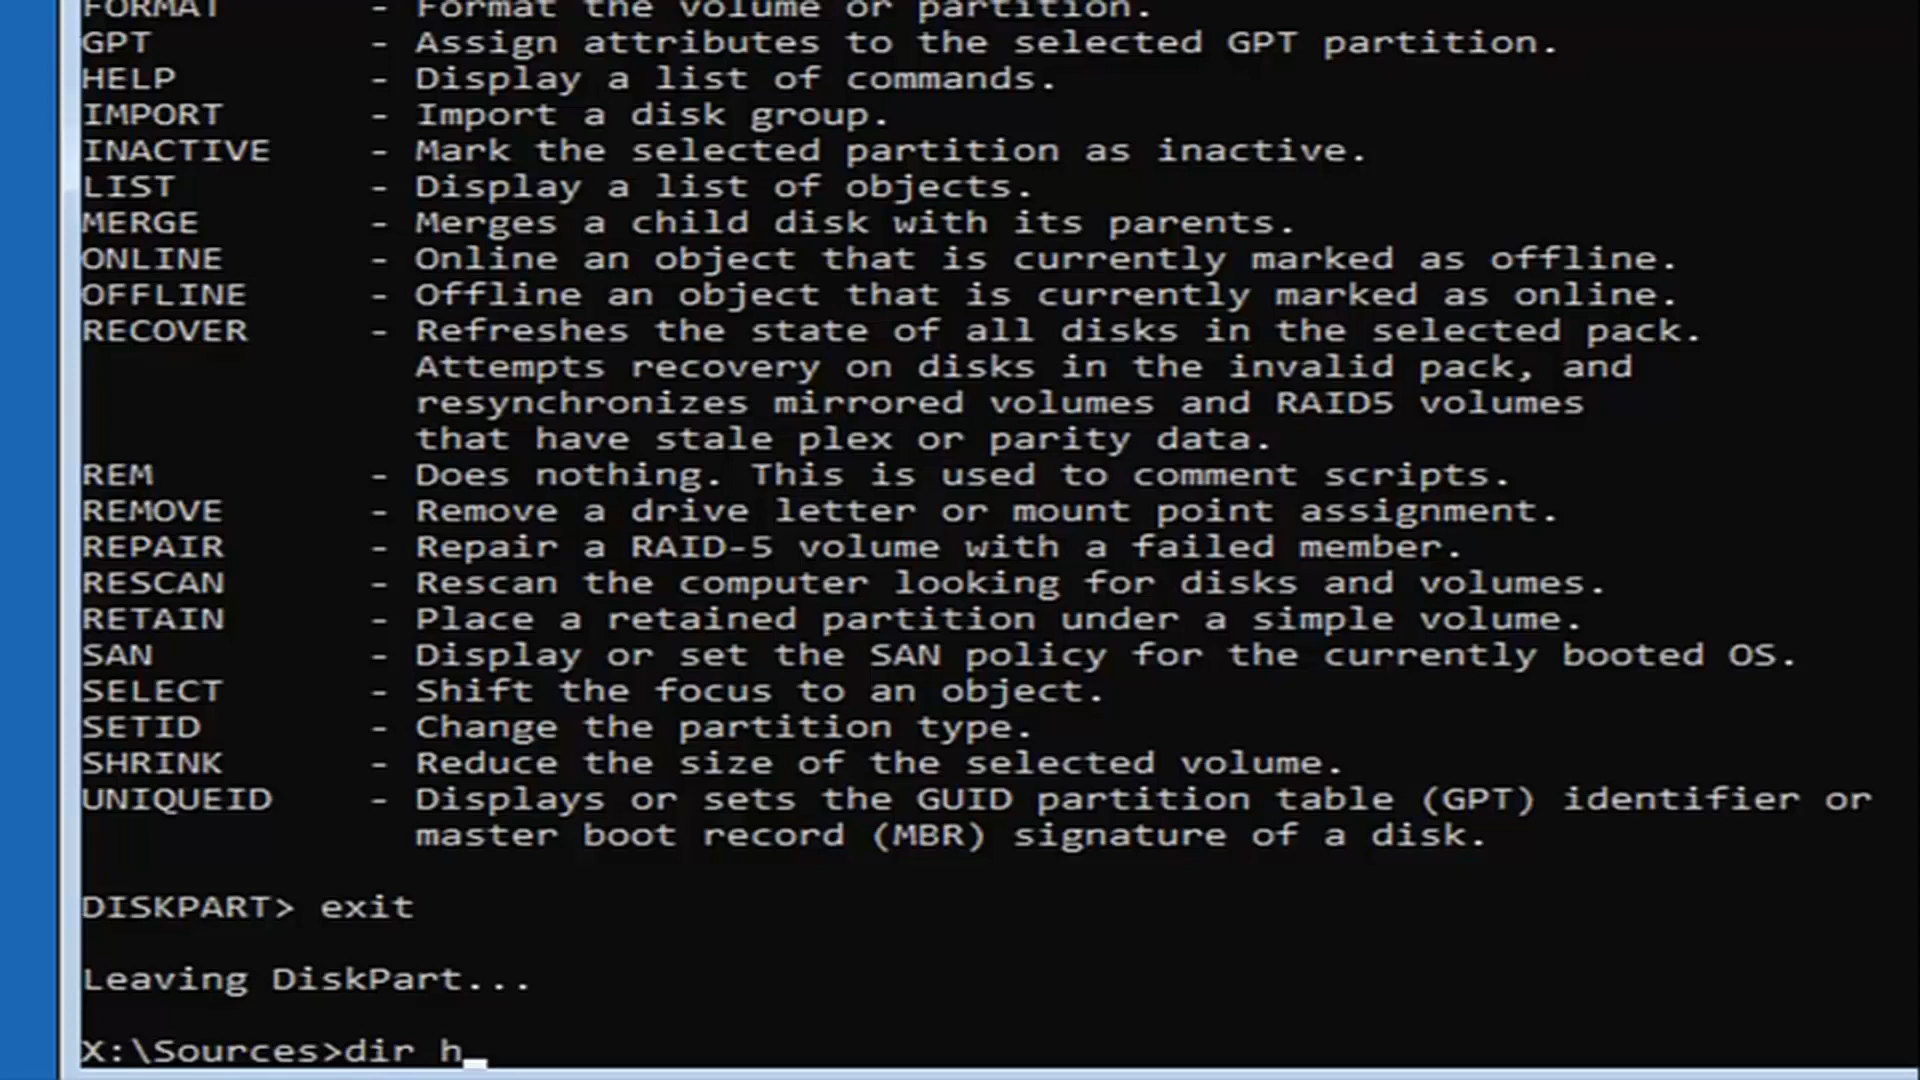 FORMAT - Format the volume or partition.
GPT - Assign attributes to the selected GPT partition.
HELP - Display a list of commands.
IMPORT - Import a disk group.
INACTIVE - Mark the selected partition as inactive.
LIST - Display a list of objects.
MERGE - Merges a child disk with its parents.
ONLINE - Online an object that is currently marked as offline.
OFFLINE - Offline an object that is currently marked as online.
RECOVER - Refreshes the state of all disks in the selected pack.
Attempts recovery on disks in the invalid pack, and
resynchronizes mirrored volumes and RAID5 volumes
that have stale plex or parity data.
REM - Does nothing. This is used to comment scripts.
REMOVE - Remove a drive letter or mount point assignment.
REPAIR - Repair a RAID-5 volume with a failed member.
RESCAN - Rescan the computer looking for disks and volumes.
RETAIN - Place a retained partition under a simple volume.
SAN - Display or set the SAN policy for the currently booted OS.
SELECT - Shift the focus to an object.
SETID - Change the partition type.
SHRINK - Reduce the size of the selected volume.
UNIQUEID - Displays or sets the GUID partition table (GPT) identifier or
master boot record (MBR) signature of a disk.
DISKPART> exit
Leaving DiskPart...
X:\Sources>dir h_